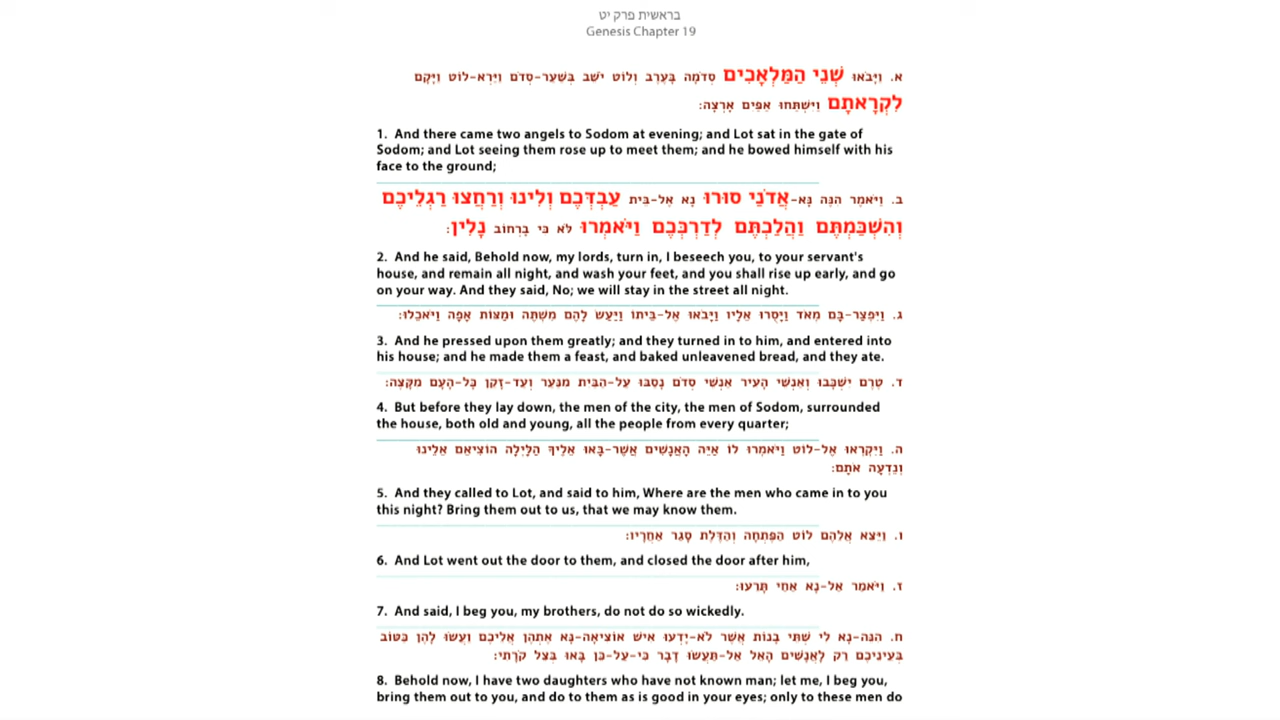 בראשית פרק יט
Genesis Chapter 19
א. וַיָּבֹאוּ שְׁנֵי הַמַּלְאָכִים סְדֹמָה בָּעֶרֶב וְלוֹט יֹשֵׁב בְּשַׁעַר-סְדֹם וַיַּרְא-לוֹט וַיָּקָם
לִקְרָאתָם וַיִּשְׁתַּחוּ אַפַּיִם אָרְצָה:
1. And there came two angels to Sodom at evening; and Lot sat in the gate of
Sodom; and Lot seeing them rose up to meet them; and he bowed himself with his
face to the ground;
ב. וַיֹּאמֶר הִנֵּה נָּא-אֲדֹנַי סוּרוּ נָא אֶל-בֵּית עַבְדְּכֶם וְלִינוּ וְרַחֲצוּ רַגְלֵיכֶם
וְהִשְׁכַּמְתֶּם וַהֲלַכְתֶּם לְדַרְכְּכֶם וַיֹּאמְרוּ לֹּא כִּי בָרְחוֹב נָלִין:
2. And he said, Behold now, my lords, turn in, I beseech you, to your servant's
house, and remain all night, and wash your feet, and you shall rise up early, and go
on your way. And they said, No; we will stay in the street all night.
ג. וַיִּפְצַר-בָּם מְאֹד וַיָּסֻרוּ אֵלָיו וַיָּבֹאוּ אֶל-בֵּיתוֹ וַיַּעַשׂ לָהֶם מִשְׁתֶּה וּמַצּוֹת אָפָה וַיֹּאכֵלוּ:
3. And he pressed upon them greatly; and they turned in to him, and entered into
his house; and he made them a feast, and baked unleavened bread, and they ate.
ד. טֶרֶם יִשְׁכָּבוּ וְאַנְשֵׁי הָעִיר אַנְשֵׁי סְדֹם נָסַבּוּ עַל-הַבַּיִת מִנַּעַר וְעַד-זָקֵן כָּל-הָעָם מִקָּצֶה:
4. But before they lay down, the men of the city, the men of Sodom, surrounded
the house, both old and young, all the people from every quarter;
ה. וַיִּקְרְאוּ אֶל-לוֹט וַיֹּאמְרוּ לוֹ אַיֵּה הָאֲנָשִׁים אֲשֶׁר-בָּאוּ אֵלֶיךָ הַלָּיְלָה הוֹצִיאֵם אֵלֵינוּ
וְנֵדְעָה אֹתָם:
5. And they called to Lot, and said to him, Where are the men who came in to you
this night? Bring them out to us, that we may know them.
ו. וַיֵּצֵא אֲלֵהֶם לוֹט הַפֶּתְחָה וְהַדֶּלֶת סָגַר אַחֲרָיו:
6. And Lot went out the door to them, and closed the door after him,
ז. וַיֹּאמַר אַל-נָא אַחַי תָּרֵעוּ:
7. And said, I beg you, my brothers, do not do so wickedly.
ח. הִנֵּה-נָא לִי שְׁתֵּי בָנוֹת אֲשֶׁר לֹא-יָדְעוּ אִישׁ אוֹצִיאָה-נָּא אֶתְהֶן אֲלֵיכֶם וַעֲשׂוּ לָהֶן כַּטּוֹב
בְּעֵינֵיכֶם רַק לָאֲנָשִׁים הָאֵל אַל-תַּעֲשׂוּ דָבָר כִּי-עַל-כֵּן בָּאוּ בְּצֵל קֹרָתִי:
8. Behold now, I have two daughters who have not known man; let me, I beg you,
bring them out to you, and do to them as is good in your eyes; only to these men do